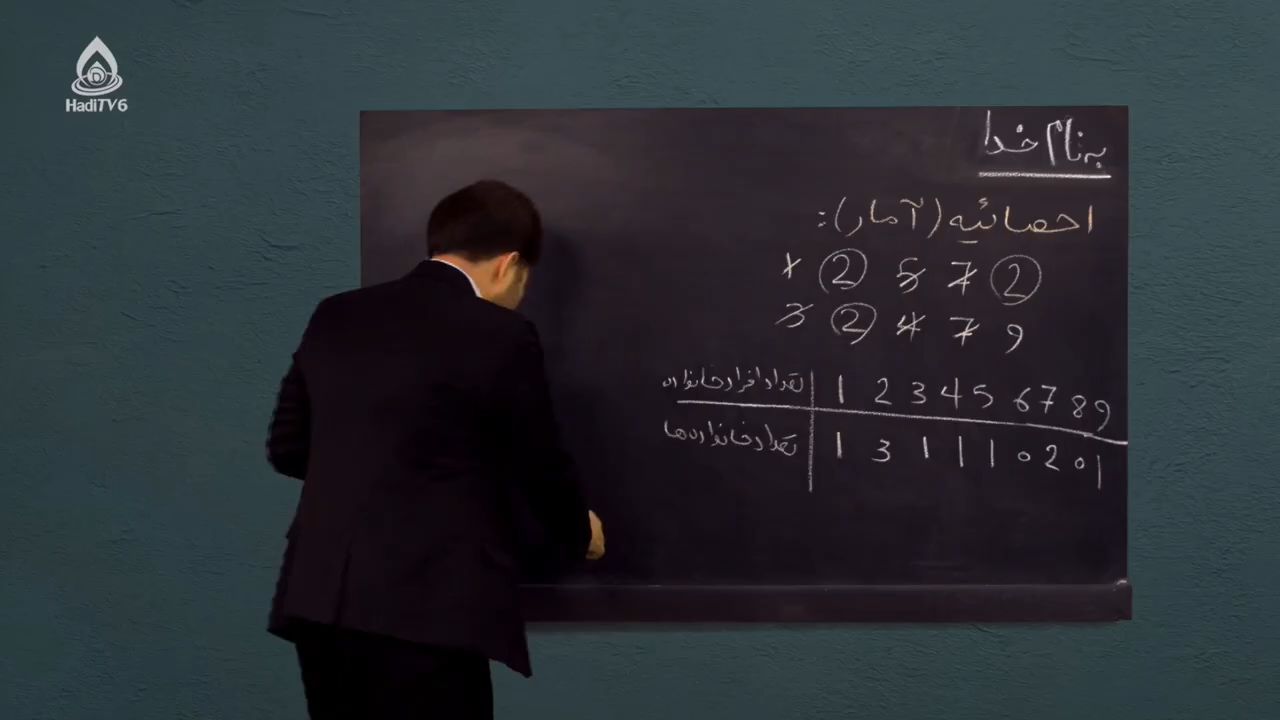 HadiTV6
به نام خدا
احصائیه (آمار):
1 2 5 7 2
3 2 4 7 9
تعداد افراد خانواده | 1 2 3 4 5 6 7 8 9
تعداد خانواده‌ها | 1 3 1 1 1 0 2 0 1